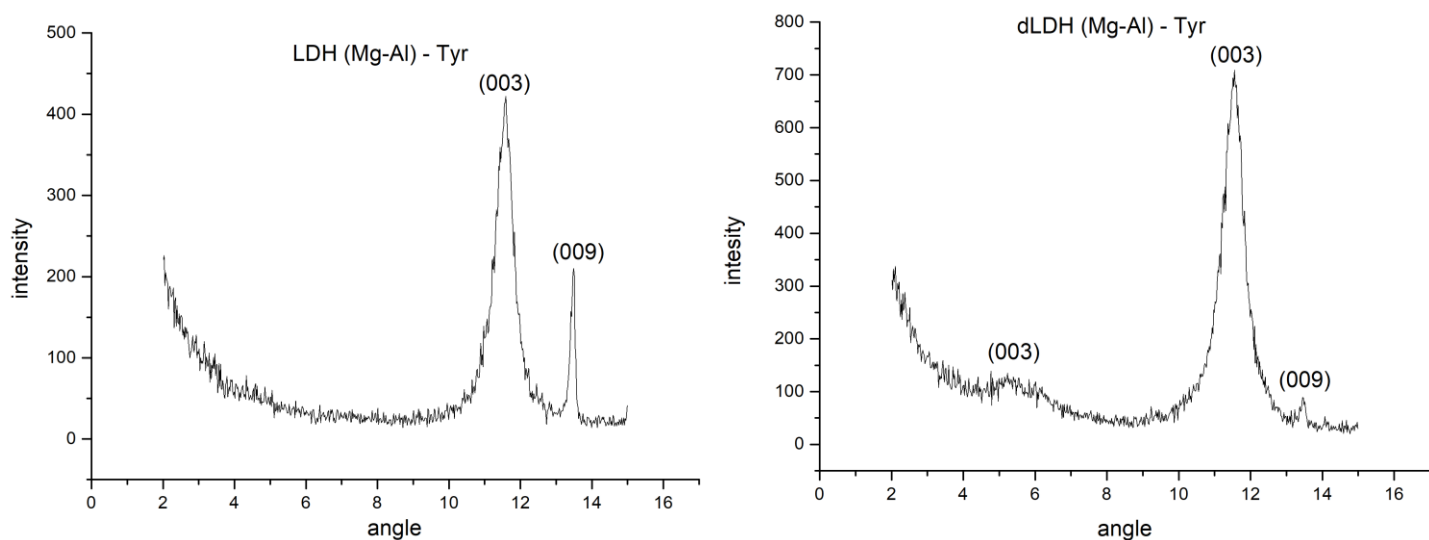 LDH (Mg-Al) - Tyr
(003)
(009)
500
400
300
200
100
0
intensity
0 2 4 6 8 10 12 14 16
angle
dLDH (Mg-Al) - Tyr
(003)
(003)
(009)
800
700
600
500
400
300
200
100
0
intesity
0 2 4 6 8 10 12 14 16
angle